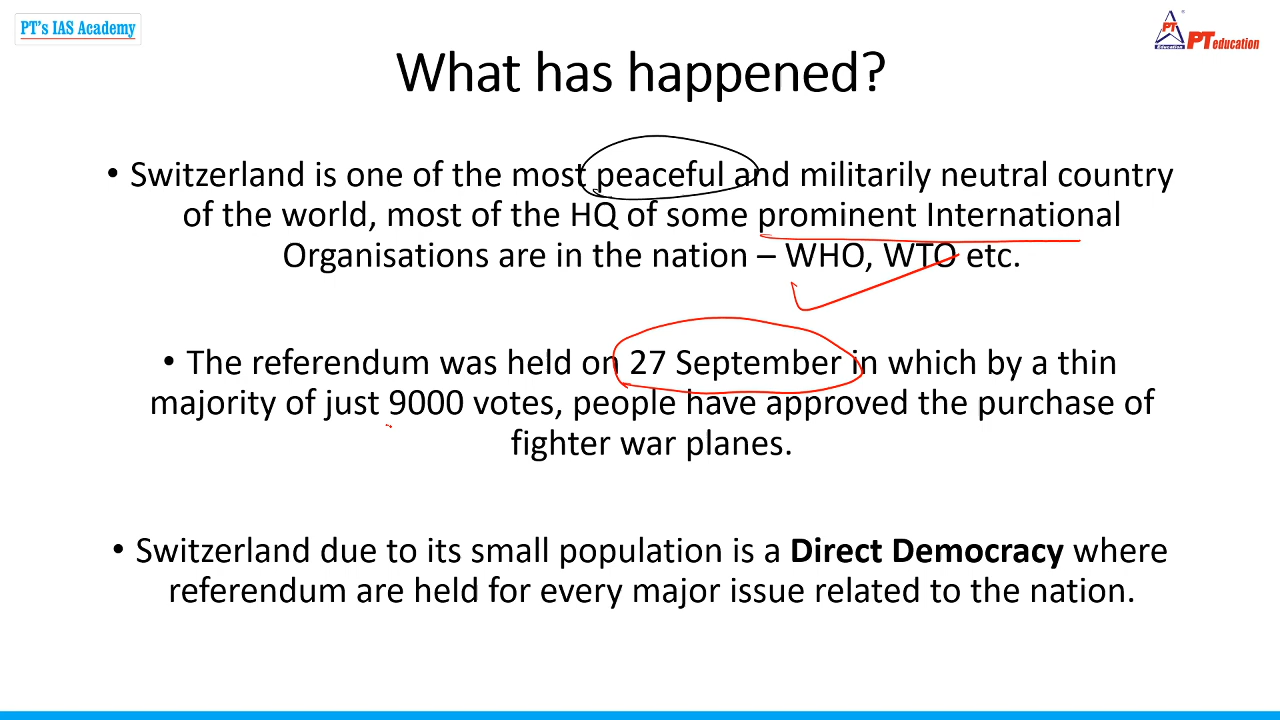 PT's IAS Academy
PT
Education
PT education
What has happened?
• Switzerland is one of the most peaceful and militarily neutral country
of the world, most of the HQ of some prominent International
Organisations are in the nation – WHO, WTO etc.
• The referendum was held on 27 September in which by a thin
majority of just 9000 votes, people have approved the purchase of
fighter war planes.
• Switzerland due to its small population is a Direct Democracy where
referendum are held for every major issue related to the nation.